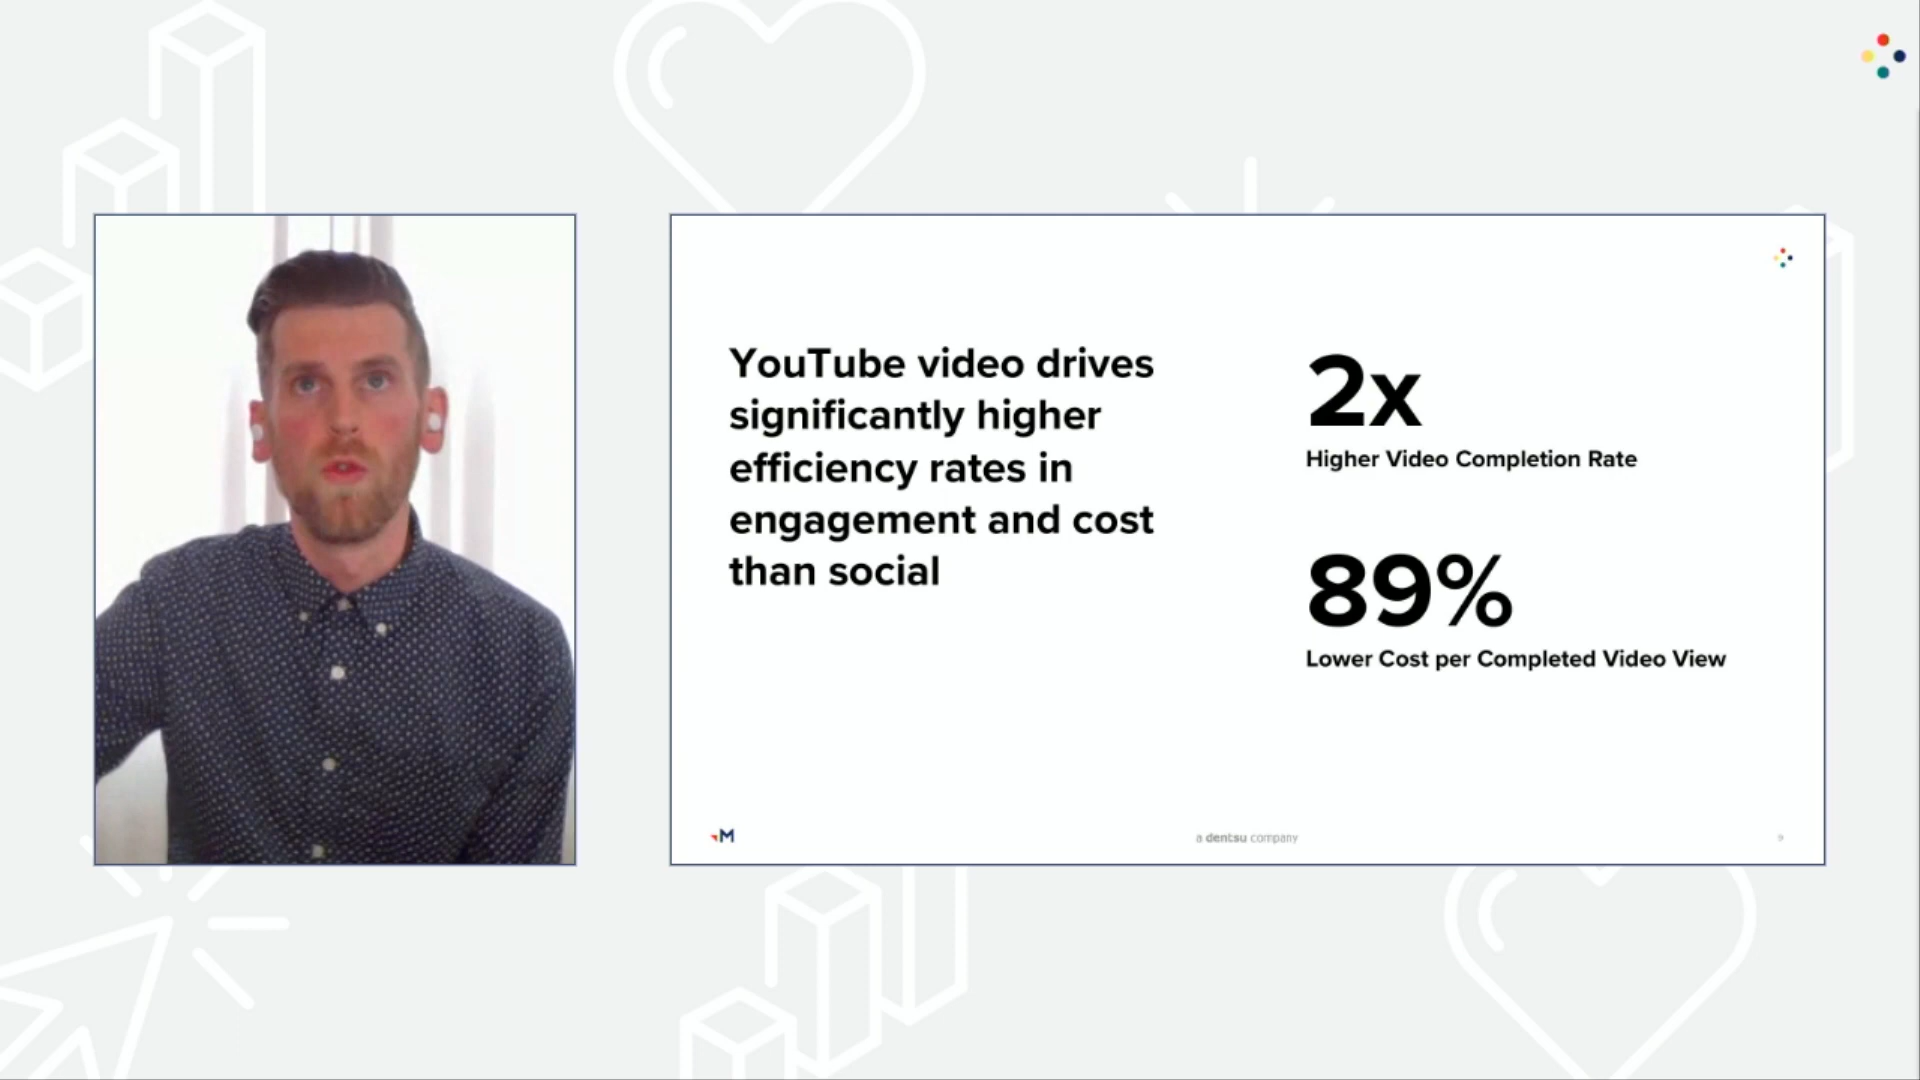 YouTube video drives
significantly higher
efficiency rates in
engagement and cost
than social
2x
Higher Video Completion Rate
89%
Lower Cost per Completed Video View
M
a dentsu company
9